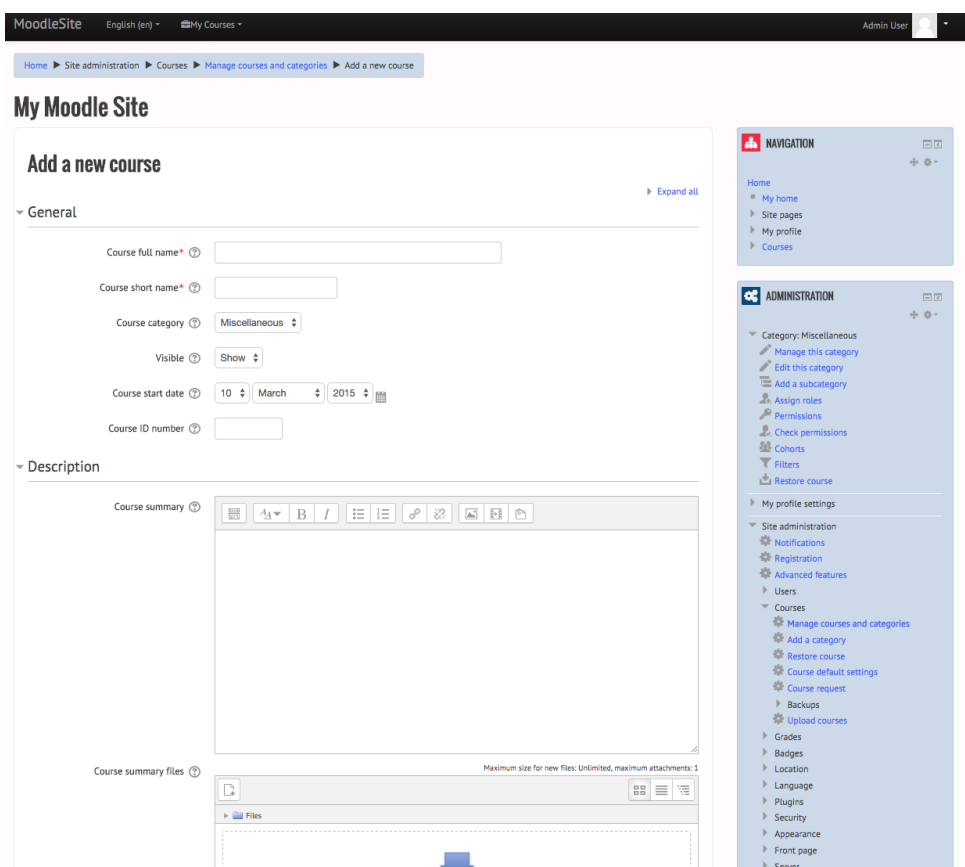 MoodleSite English (en) My Courses Admin User
Home ▶ Site administration ▶ Courses ▶ Manage courses and categories ▶ Add a new course
My Moodle Site
Add a new course
Expand all
General
Course full name*
Course short name*
Course category Miscellaneous
Visible Show
Course start date 10 March 2015
Course ID number
Description
Course summary
B I
Course summary files
Maximum size for new files: Unlimited, maximum attachments: 1
Files
NAVIGATION
Home
My home
Site pages
My profile
Courses
ADMINISTRATION
Category: Miscellaneous
Manage this category
Edit this category
Add a subcategory
Assign roles
Permissions
Check permissions
Cohorts
Filters
Restore course
My profile settings
Site administration
Notifications
Registration
Advanced features
Users
Courses
Manage courses and categories
Add a category
Restore course
Course default settings
Course request
Backups
Upload courses
Grades
Badges
Location
Language
Plugins
Security
Appearance
Front page
Server